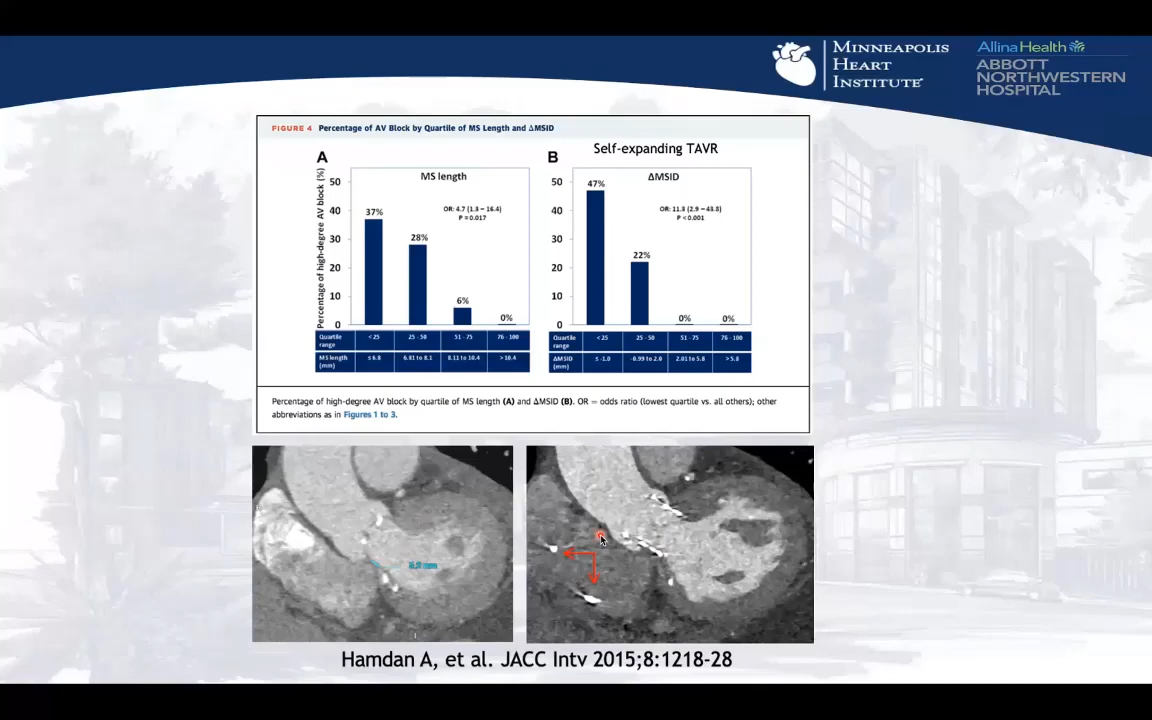 MINNEAPOLIS
HEART
INSTITUTE
AllinaHealth
ABBOTT
NORTHWESTERN
HOSPITAL
FIGURE 4 Percentage of AV Block by Quartile of MS Length and ΔMSID
Self-expanding TAVR
A
MS length
Percentage of high-degree AV block (%)
50
40
30
20
10
0
37%
28%
6%
0%
OR: 4.7 (1.3 – 16.4)
P = 0.017
Quartile range < 25 25 - 50 51 - 75 76 - 100
MS length (mm) ≤ 6.8 6.81 to 8.1 8.11 to 10.4 > 10.4
B
ΔMSID
50
40
30
20
10
0
47%
22%
0%
0%
OR: 11.3 (2.9 – 43.8)
P < 0.001
Quartile range < 25 25 - 50 51 - 75 76 - 100
ΔMSID (mm) ≤ -1.0 -0.99 to 2.0 2.01 to 5.8 > 5.8
Percentage of high-degree AV block by quartile of MS length (A) and ΔMSID (B). OR = odds ratio (lowest quartile vs. all others); other
abbreviations as in Figures 1 to 3.
mm
Hamdan A, et al. JACC Intv 2015;8:1218-28